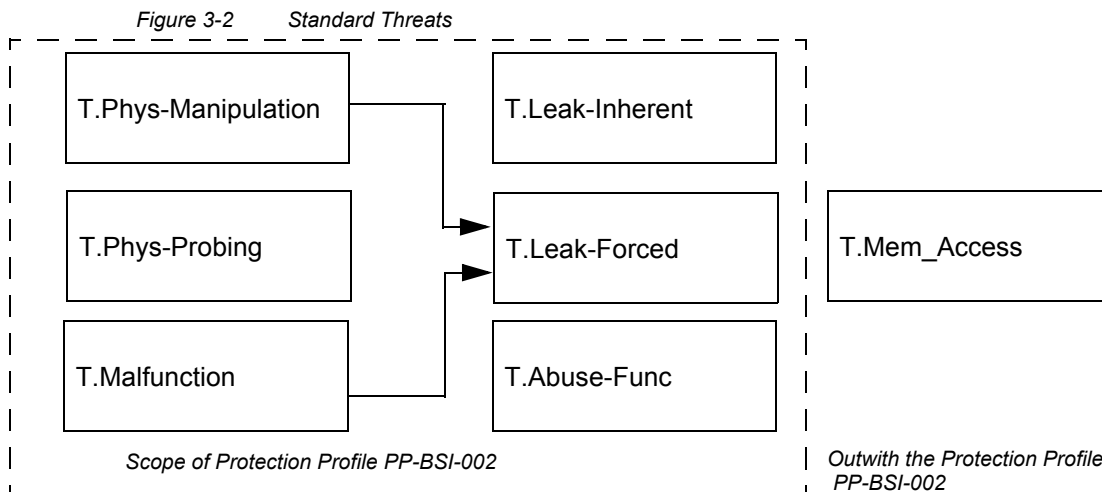 Figure 3-2 Standard Threats
T.Phys-Manipulation
T.Leak-Inherent
T.Phys-Probing
T.Leak-Forced
T.Mem_Access
T.Malfunction
T.Abuse-Func
Scope of Protection Profile PP-BSI-002
Outwith the Protection Profile
PP-BSI-002